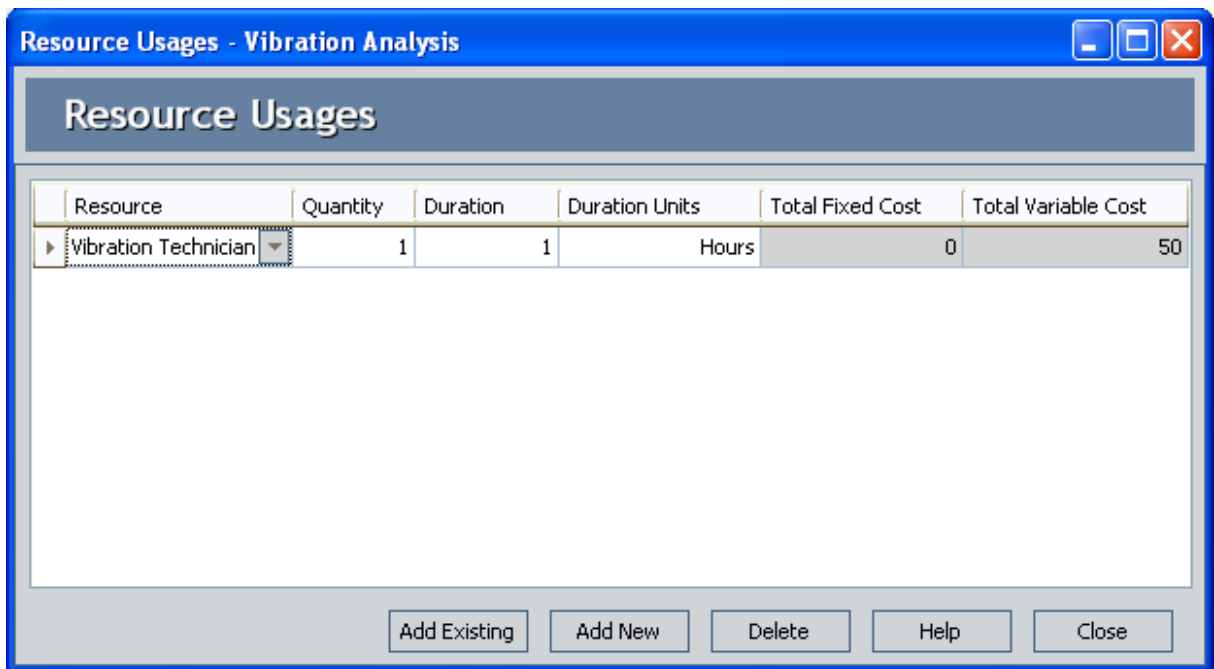 Resource Usages - Vibration Analysis
Resource Usages
Resource Quantity Duration Duration Units Total Fixed Cost Total Variable Cost
Vibration Technician 1 1 Hours 0 50
Add Existing Add New Delete Help Close